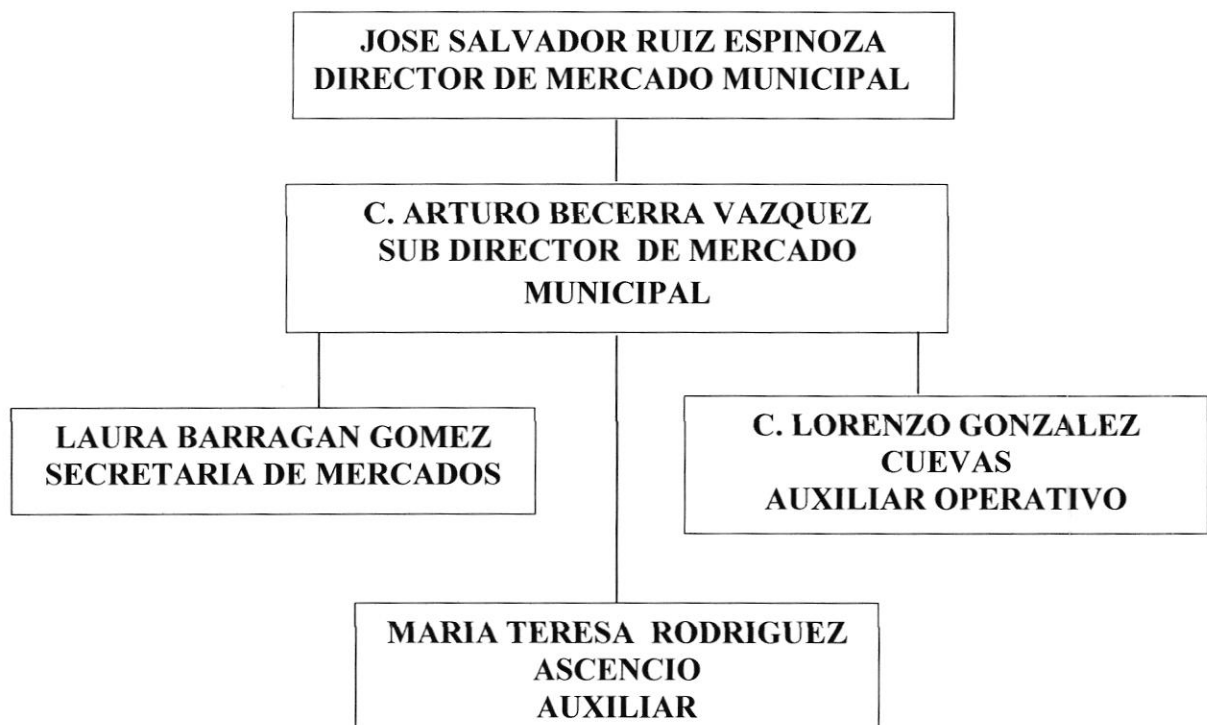 JOSE SALVADOR RUIZ ESPINOZA
DIRECTOR DE MERCADO MUNICIPAL
C. ARTURO BECERRA VAZQUEZ
SUB DIRECTOR DE MERCADO
MUNICIPAL
LAURA BARRAGAN GOMEZ
SECRETARIA DE MERCADOS
C. LORENZO GONZALEZ
CUEVAS
AUXILIAR OPERATIVO
MARIA TERESA RODRIGUEZ
ASCENCIO
AUXILIAR